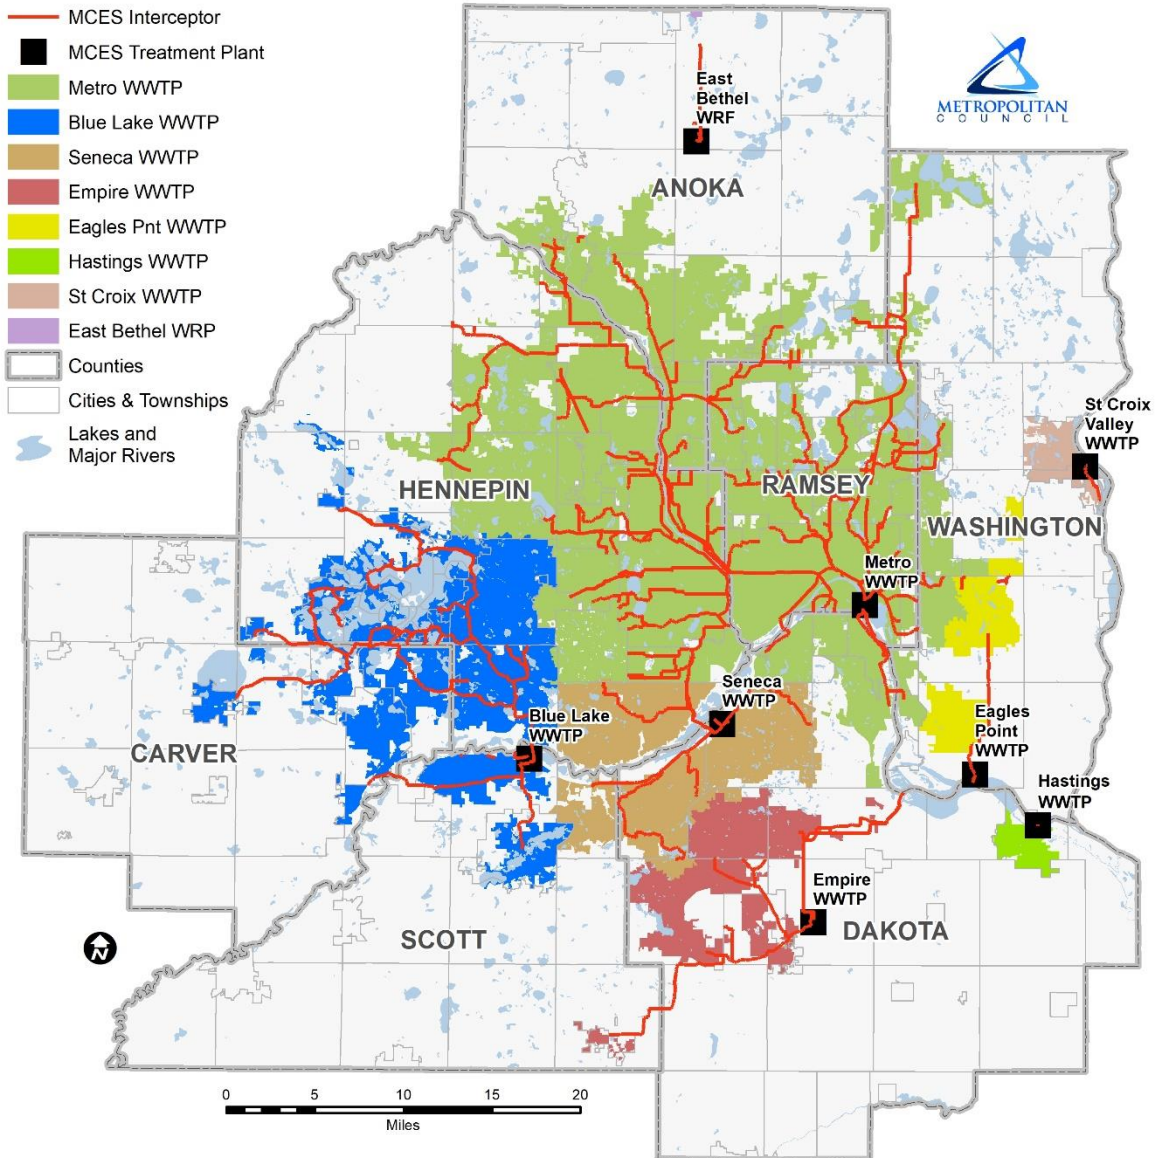 MCES Interceptor
MCES Treatment Plant
Metro WWTP
Blue Lake WWTP
Seneca WWTP
Empire WWTP
Eagles Pnt WWTP
Hastings WWTP
St Croix WWTP
East Bethel WRP
Counties
Cities & Townships
Lakes and
Major Rivers
METROPOLITAN
COUNCIL
East
Bethel
WRF
ANOKA
St Croix
Valley
WWTP
HENNEPIN
RAMSEY
WASHINGTON
Metro
WWTP
Seneca
WWTP
Blue Lake
WWTP
Eagles
Point
WWTP
CARVER
Hastings
WWTP
Empire
WWTP
SCOTT
DAKOTA
N
0 5 10 15 20
Miles